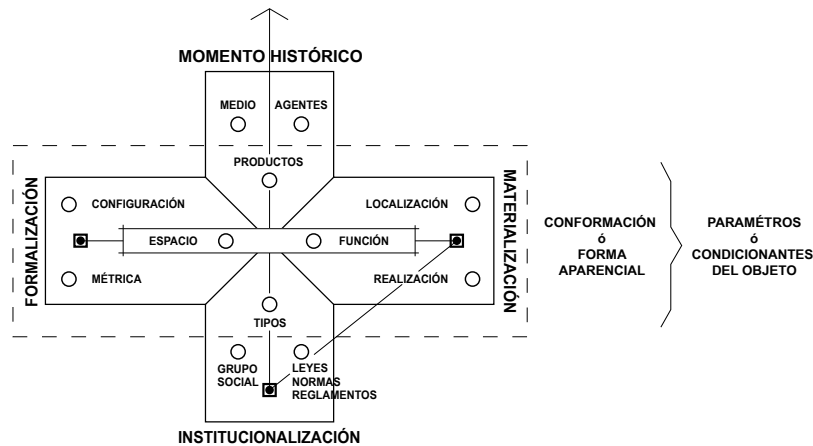 MOMENTO HISTÓRICO
MEDIO
AGENTES
PRODUCTOS
FORMALIZACIÓN
CONFIGURACIÓN
LOCALIZACIÓN
MATERIALIZACIÓN
ESPACIO
FUNCIÓN
MÉTRICA
REALIZACIÓN
TIPOS
GRUPO
SOCIAL
LEYES
NORMAS
REGLAMENTOS
INSTITUCIONALIZACIÓN
CONFORMACIÓN
ó
FORMA
APARENCIAL
PARAMÉTROS
ó
CONDICIONANTES
DEL OBJETO